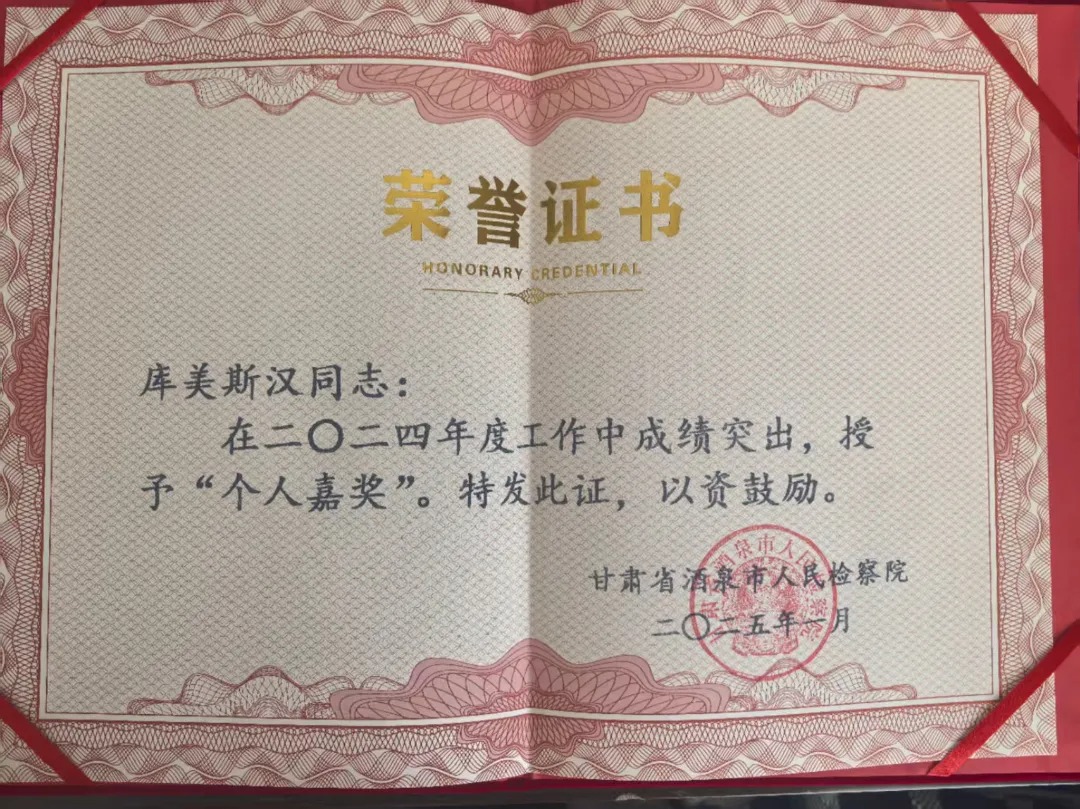 荣誉证书
HONORARY CREDENTIAL
库美斯汉同志：
在二〇二四年度工作中成绩突出，授
予“个人嘉奖”。特发此证，以资鼓励。
甘肃省酒泉市人民检察院
二〇二五年一月